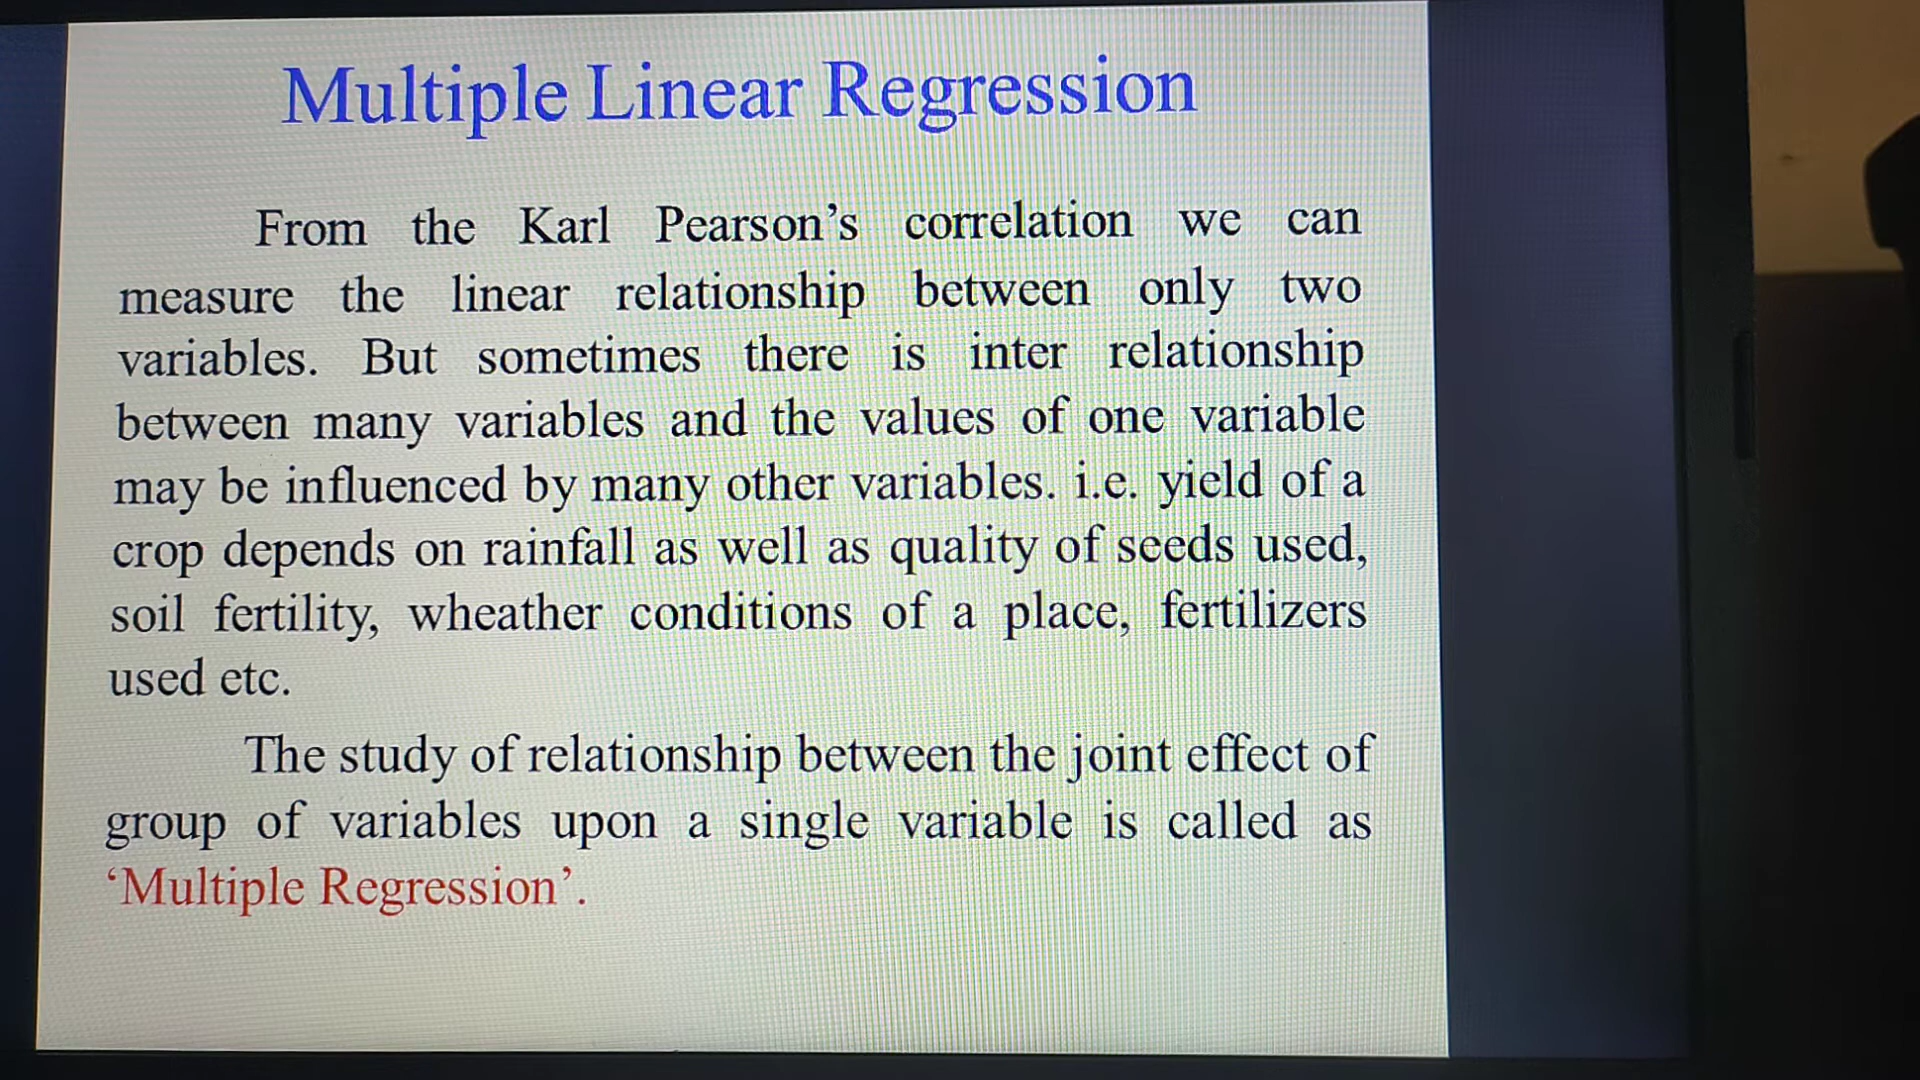 Multiple Linear Regression
From the Karl Pearson’s correlation we can
measure the linear relationship between only two
variables. But sometimes there is inter relationship
between many variables and the values of one variable
may be influenced by many other variables. i.e. yield of a
crop depends on rainfall as well as quality of seeds used,
soil fertility, wheather conditions of a place, fertilizers
used etc.
The study of relationship between the joint effect of
group of variables upon a single variable is called as
‘Multiple Regression’.